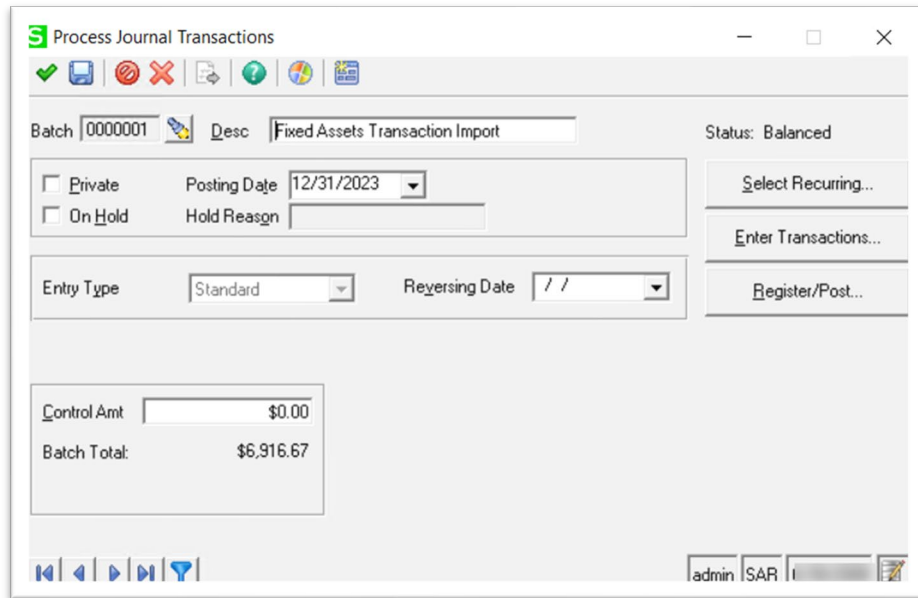 S Process Journal Transactions
Batch 0000001 Desc Fixed Assets Transaction Import Status: Balanced
Private Posting Date 12/31/2023 Select Recurring...
On Hold Hold Reason
Enter Transactions...
Entry Type Standard Reversing Date / /
Register/Post...
Control Amt $0.00
Batch Total: $6,916.67
admin SAR